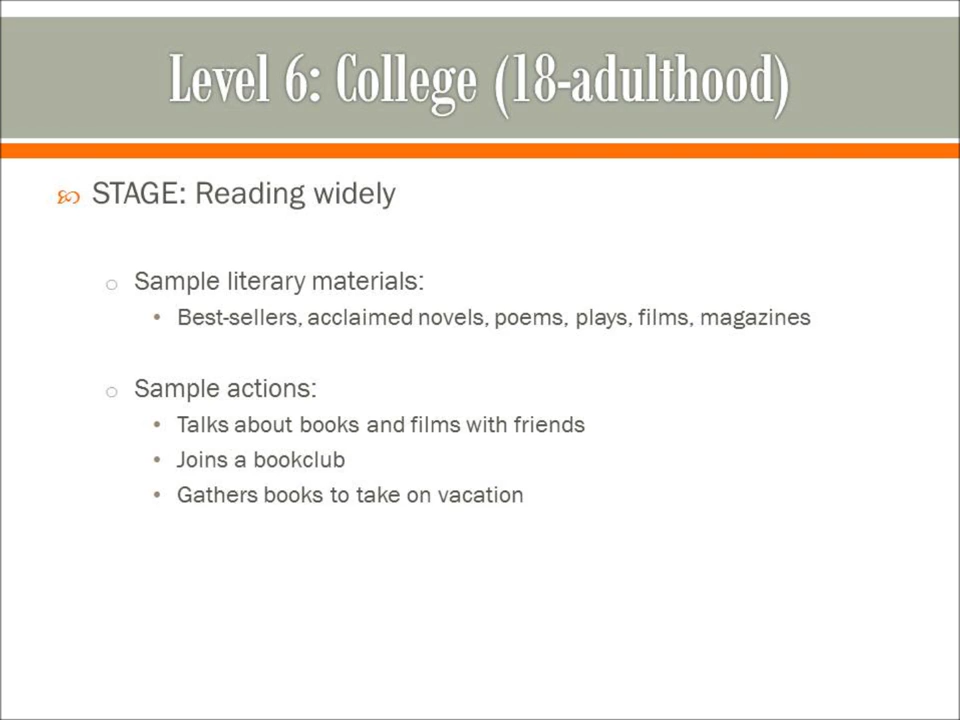 Level 6: College (18-adulthood)
STAGE: Reading widely
Sample literary materials:
Best-sellers, acclaimed novels, poems, plays, films, magazines
Sample actions:
Talks about books and films with friends
Joins a bookclub
Gathers books to take on vacation